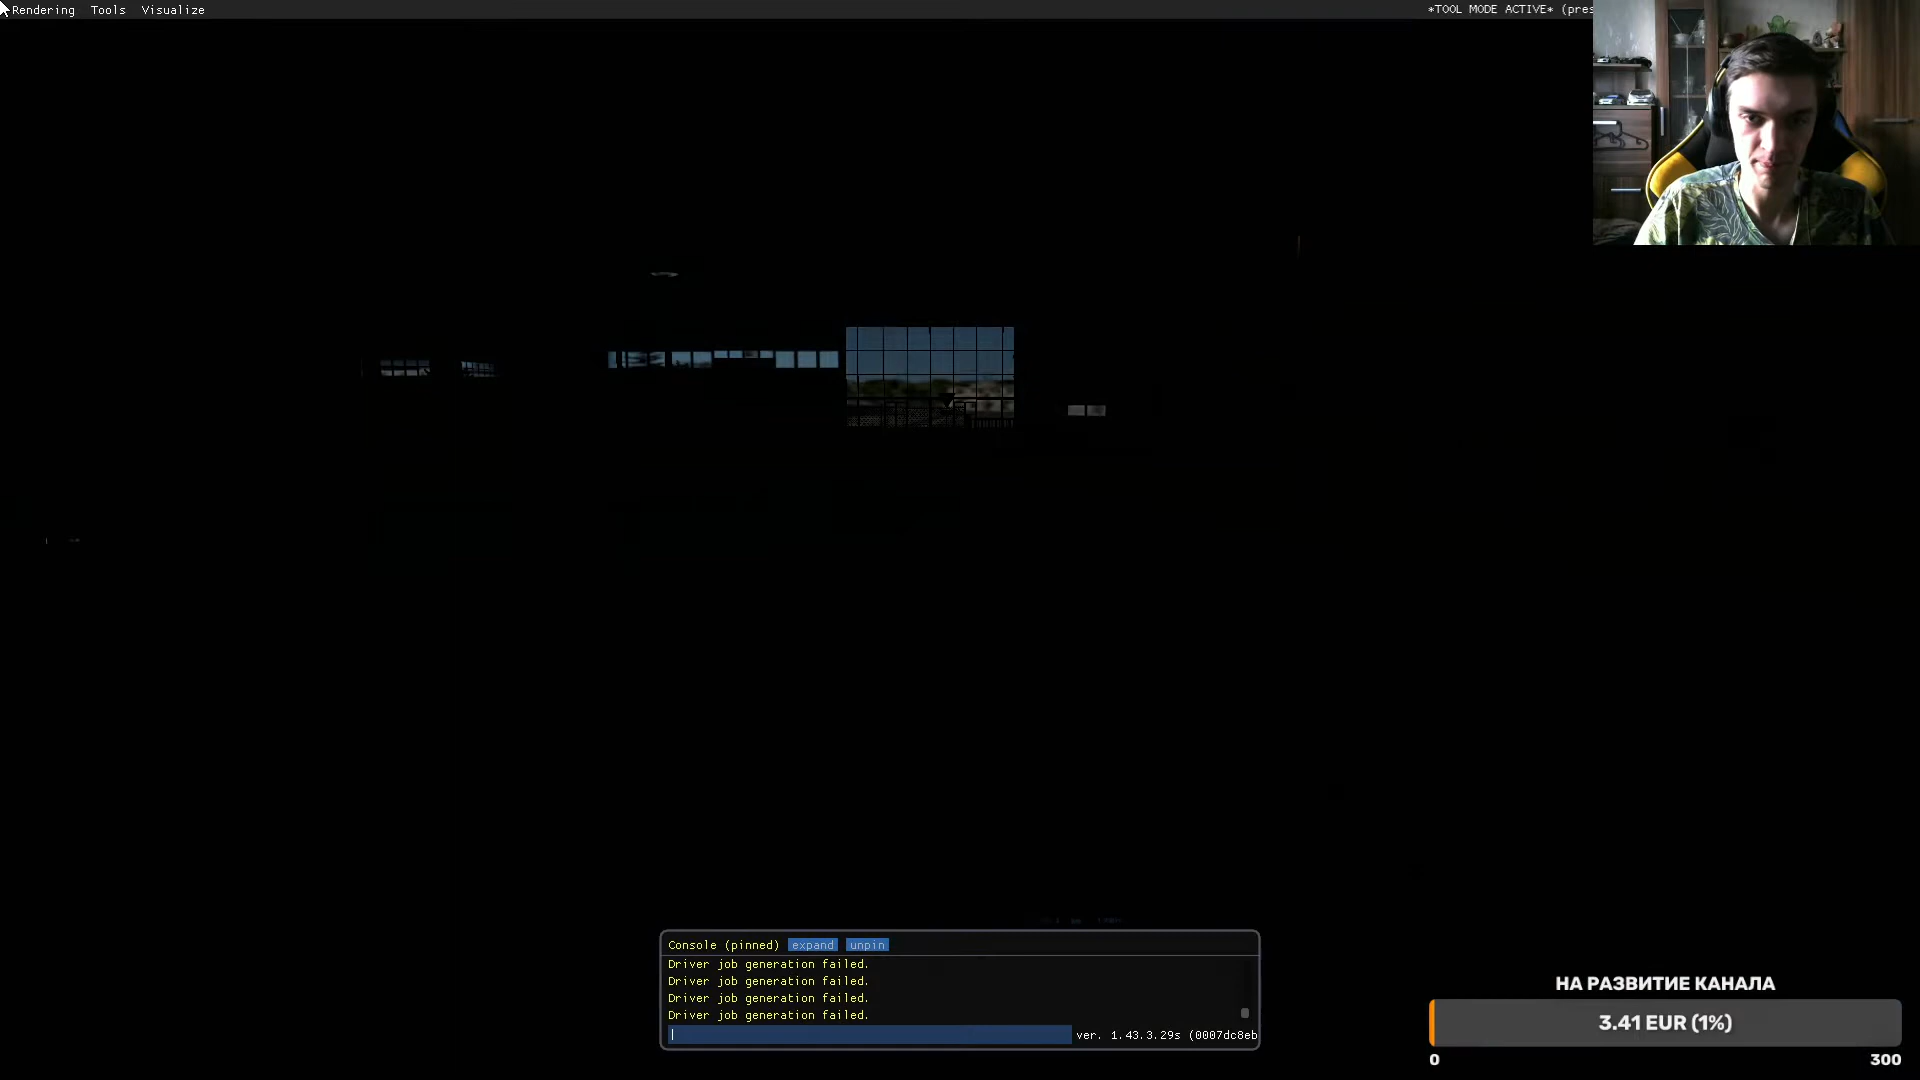 Rendering Tools Visualize
*TOOL MODE ACTIVE* (pres
Console (pinned) expand unpin
Driver job generation failed.
Driver job generation failed.
Driver job generation failed.
Driver job generation failed.
ver. 1.43.3.29s (0007dc8eb
НА РАЗВИТИЕ КАНАЛА
3.41 EUR (1%)
0 300